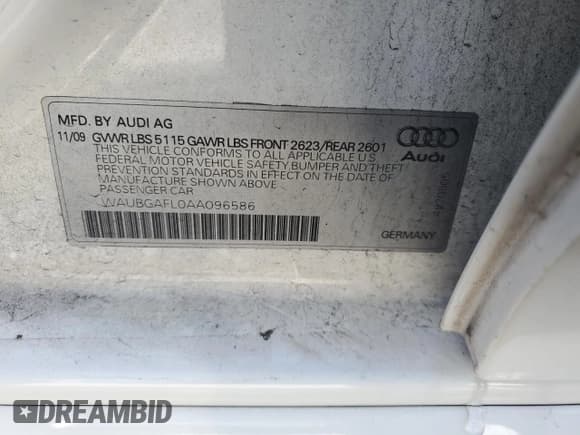 MFD. BY AUDI AG
11/09 GVWR LBS 5115 GAWR LBS FRONT 2623/REAR 2601
THIS VEHICLE CONFORMS TO ALL APPLICABLE U.S.
FEDERAL MOTOR VEHICLE SAFETY, BUMPER AND THEFT
PREVENTION STANDARDS IN EFFECT ON THE DATE OF
MANUFACTURE SHOWN ABOVE
PASSENGER CAR
WAUBGAFL0AA096586
Audi
GERMANY
DREAMBID